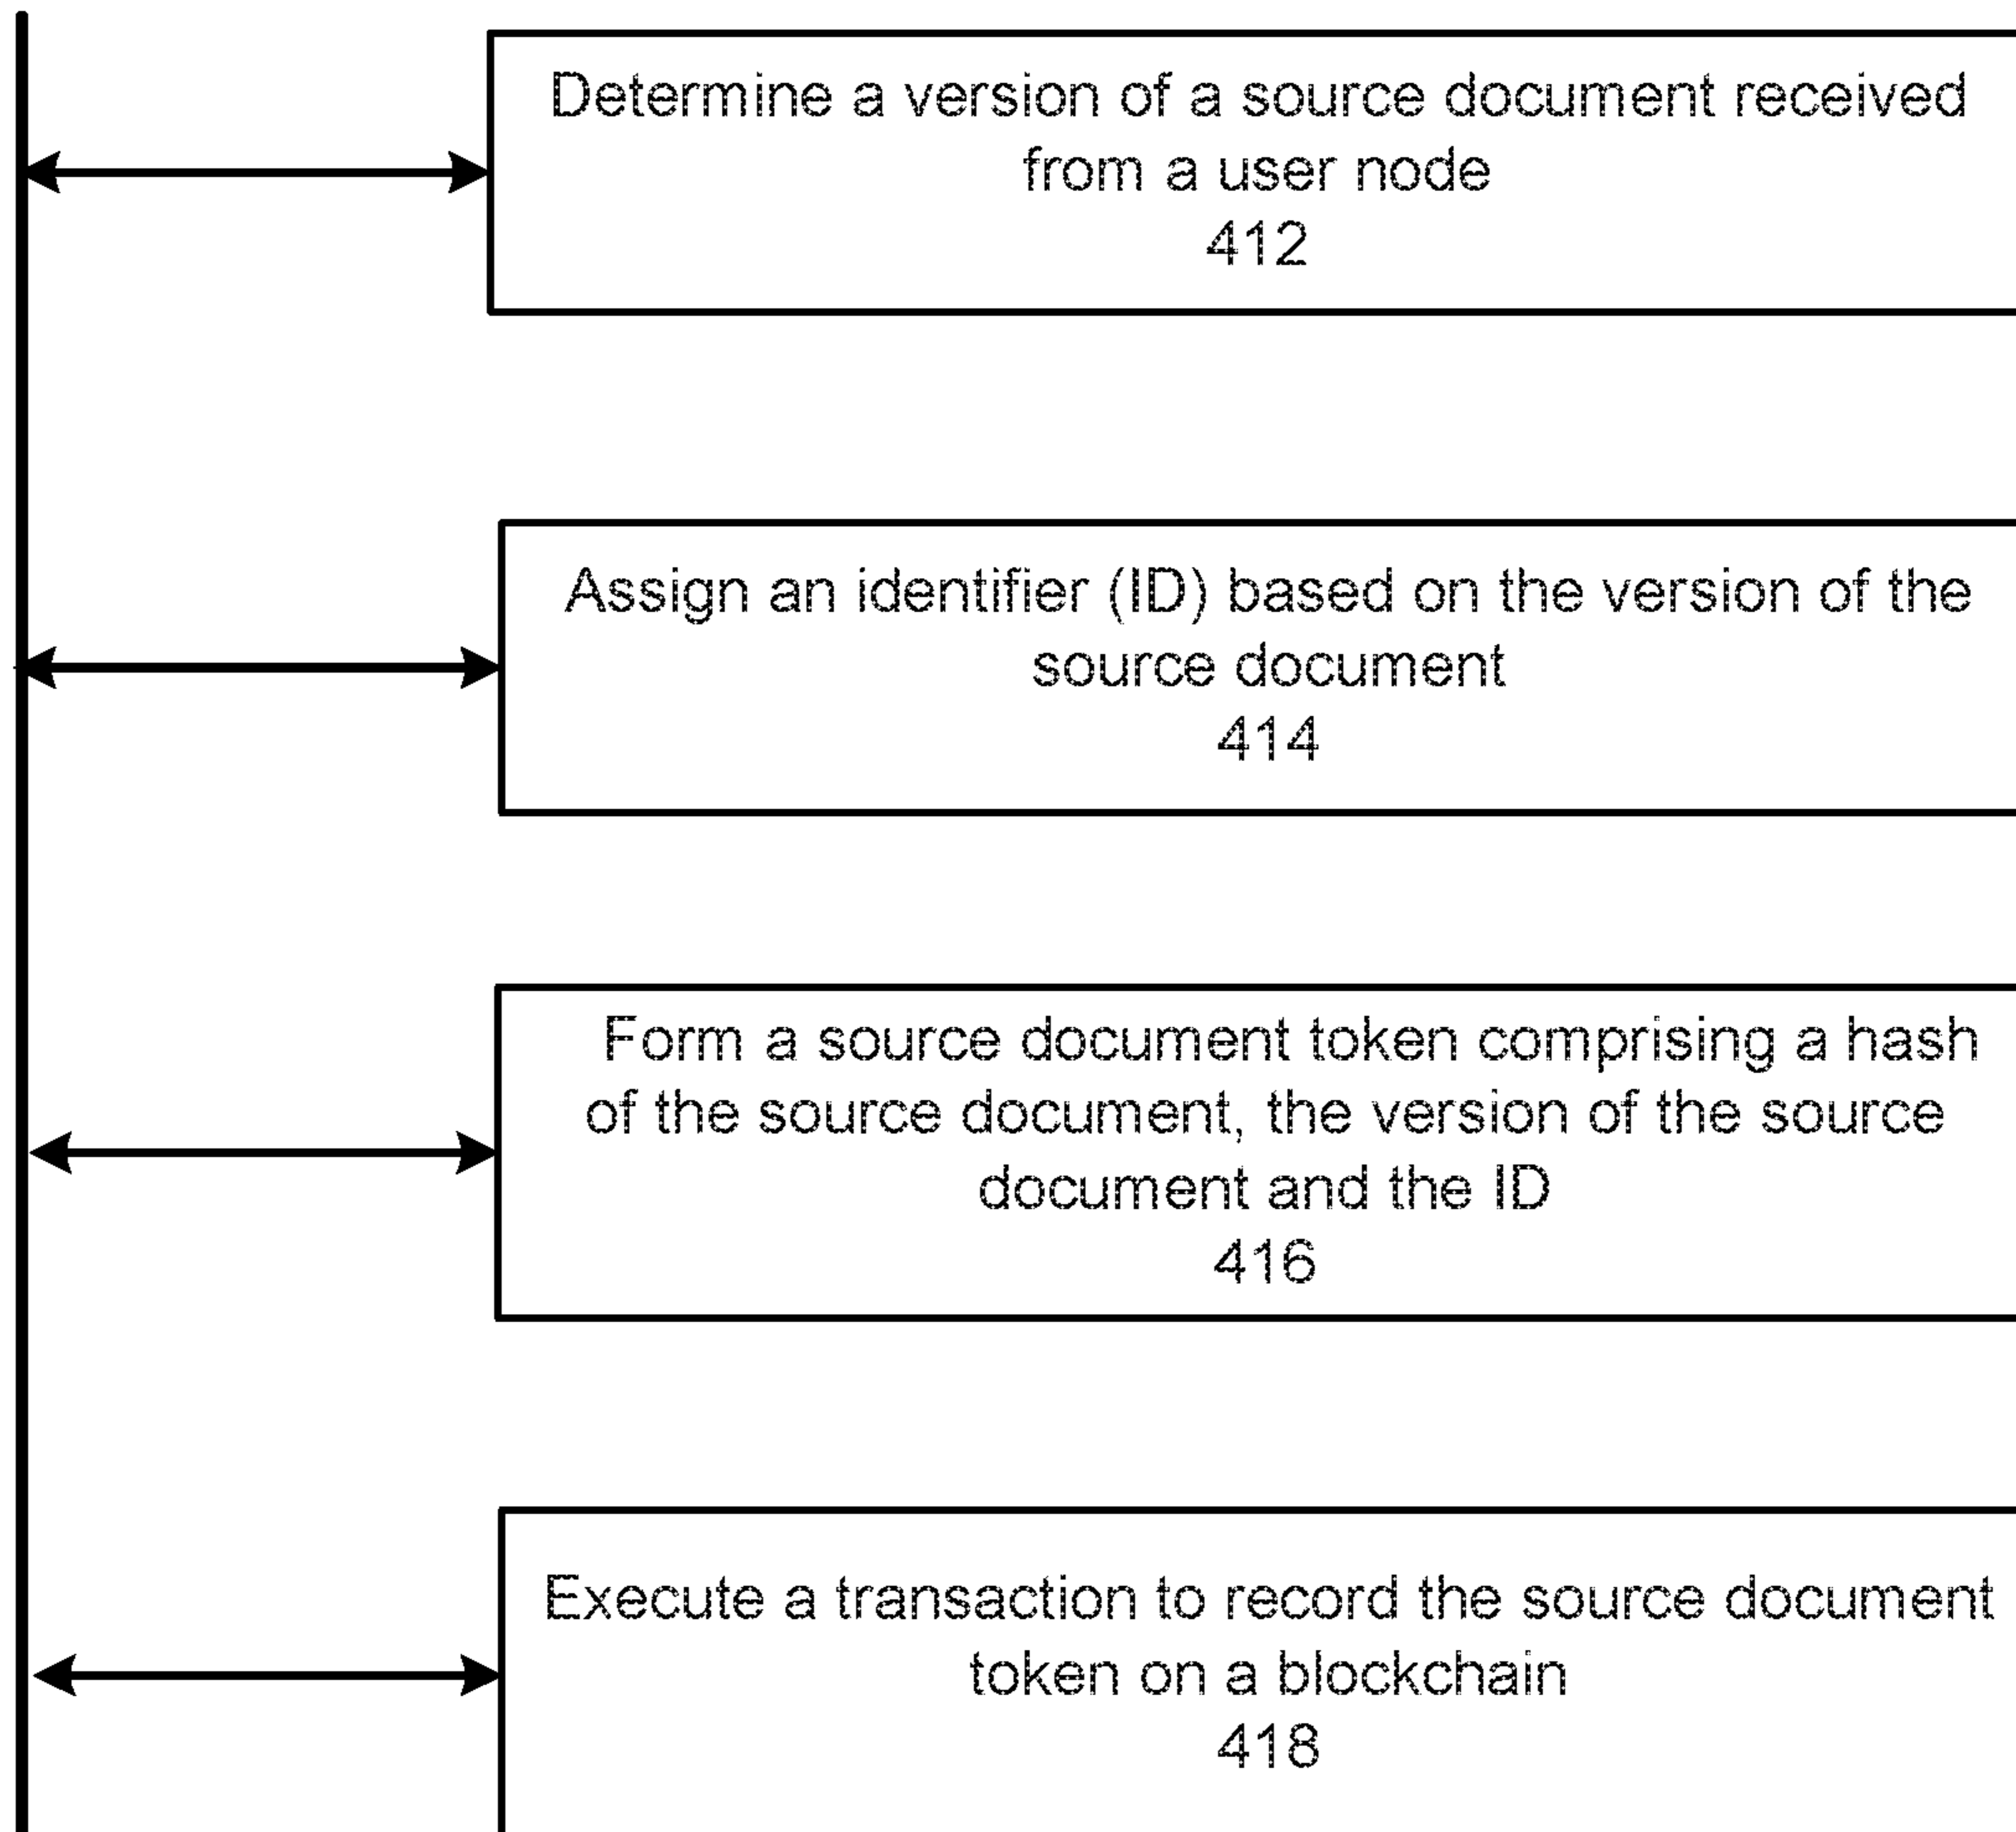 Determine a version of a source document received
from a user node
412
Assign an identifier (ID) based on the version of the
source document
414
Form a source document token comprising a hash
of the source document, the version of the source
document and the ID
416
Execute a transaction to record the source document
token on a blockchain
418